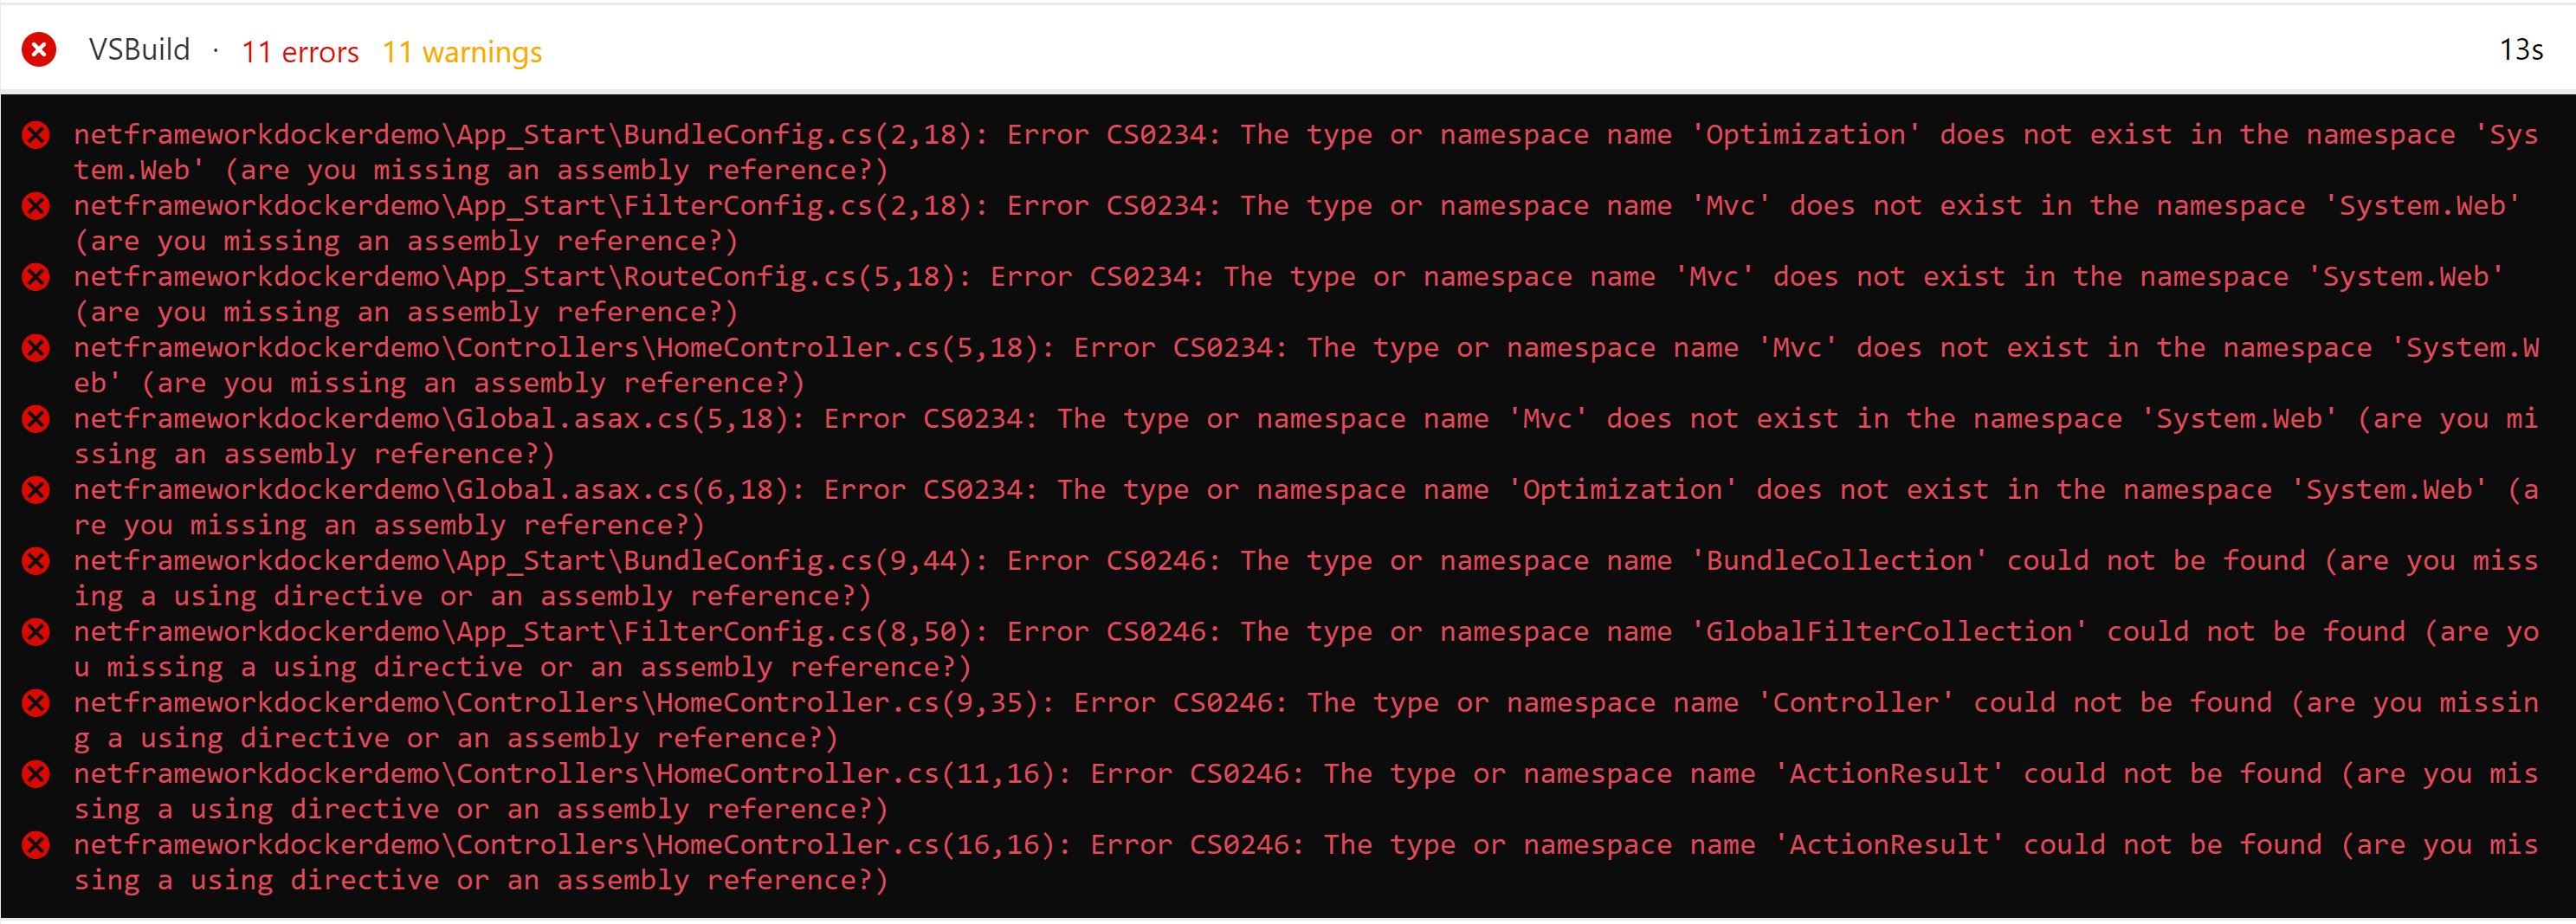 VSBuild · 11 errors 11 warnings 13s
netframeworkdockerdemo\App_Start\BundleConfig.cs(2,18): Error CS0234: The type or namespace name 'Optimization' does not exist in the namespace 'Sys
tem.Web' (are you missing an assembly reference?)
netframeworkdockerdemo\App_Start\FilterConfig.cs(2,18): Error CS0234: The type or namespace name 'Mvc' does not exist in the namespace 'System.Web'
(are you missing an assembly reference?)
netframeworkdockerdemo\App_Start\RouteConfig.cs(5,18): Error CS0234: The type or namespace name 'Mvc' does not exist in the namespace 'System.Web'
(are you missing an assembly reference?)
netframeworkdockerdemo\Controllers\HomeController.cs(5,18): Error CS0234: The type or namespace name 'Mvc' does not exist in the namespace 'System.W
eb' (are you missing an assembly reference?)
netframeworkdockerdemo\Global.asax.cs(5,18): Error CS0234: The type or namespace name 'Mvc' does not exist in the namespace 'System.Web' (are you mi
ssing an assembly reference?)
netframeworkdockerdemo\Global.asax.cs(6,18): Error CS0234: The type or namespace name 'Optimization' does not exist in the namespace 'System.Web' (a
re you missing an assembly reference?)
netframeworkdockerdemo\App_Start\BundleConfig.cs(9,44): Error CS0246: The type or namespace name 'BundleCollection' could not be found (are you miss
ing a using directive or an assembly reference?)
netframeworkdockerdemo\App_Start\FilterConfig.cs(8,50): Error CS0246: The type or namespace name 'GlobalFilterCollection' could not be found (are yo
u missing a using directive or an assembly reference?)
netframeworkdockerdemo\Controllers\HomeController.cs(9,35): Error CS0246: The type or namespace name 'Controller' could not be found (are you missin
g a using directive or an assembly reference?)
netframeworkdockerdemo\Controllers\HomeController.cs(11,16): Error CS0246: The type or namespace name 'ActionResult' could not be found (are you mis
sing a using directive or an assembly reference?)
netframeworkdockerdemo\Controllers\HomeController.cs(16,16): Error CS0246: The type or namespace name 'ActionResult' could not be found (are you mis
sing a using directive or an assembly reference?)